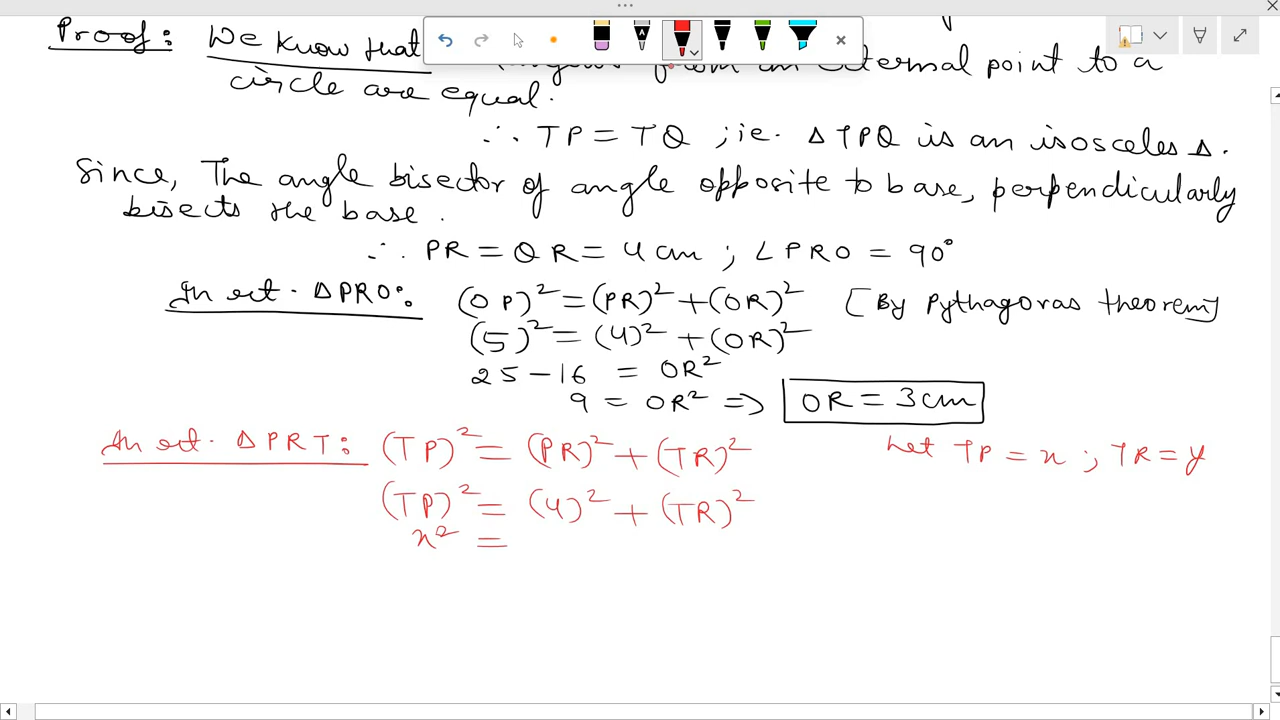 Proof: We know that tangents from an external point to a
circle are equal.
∴ TP = TQ ; ie. Δ TPQ is an isosceles Δ.
Since, The angle bisector of angle opposite to base, perpendicularly
bisects the base.
∴ PR = QR = 4 cm ; ∠PRO = 90°
In rt. ΔPRO: (OP)² = (PR)² + (OR)² [By Pythagoras theorem]
(5)² = (4)² + (OR)²
25 - 16 = OR²
9 = OR² => OR = 3 cm
In rt. ΔPRT: (TP)² = (PR)² + (TR)² Let TP = x ; TR = y
(TP)² = (4)² + (TR)²
x² =